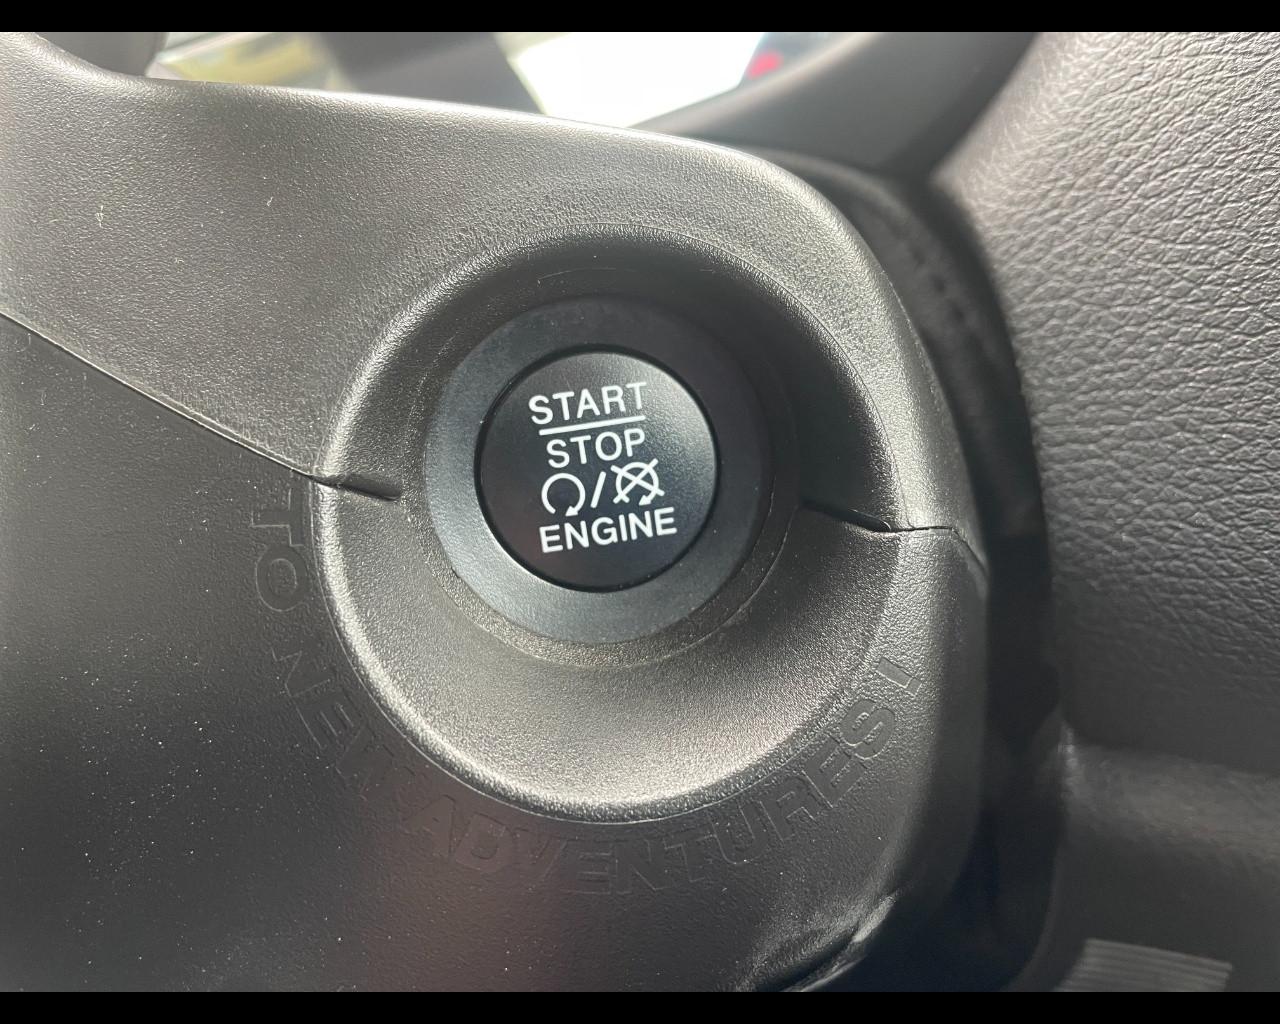 START
STOP
/
ENGINE
TO NEW ADVENTURES!